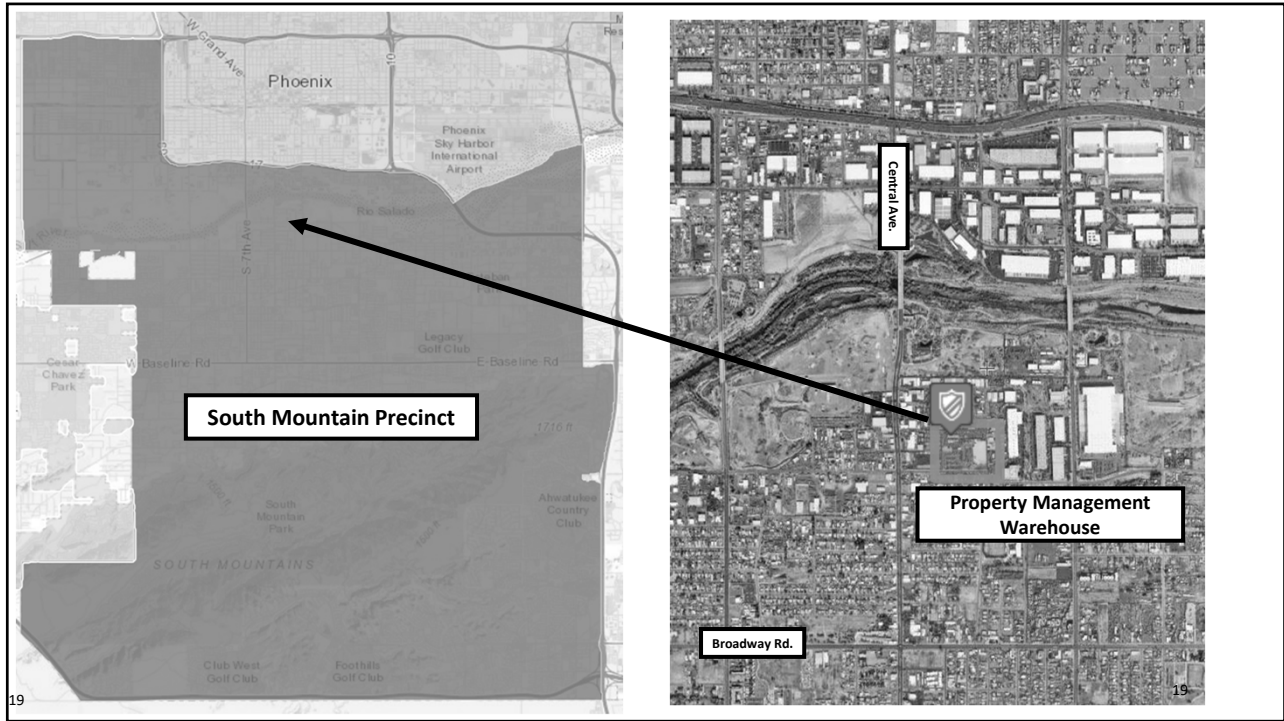 W Grand Ave
Phoenix
10
Phoenix
Sky Harbor
International
Airport
17
Rio Salado
S 7th Ave
Legacy
Golf Club
Cesar
Chavez
Park
W Baseline Rd
E Baseline Rd
South Mountain Precinct
1716 ft
South
Mountain
Park
Ahwatukee
Country
Club
SOUTH MOUNTAINS
Club West
Golf Club
Foothills
Golf Club
19
Central Ave.
Property Management
Warehouse
Broadway Rd.
19